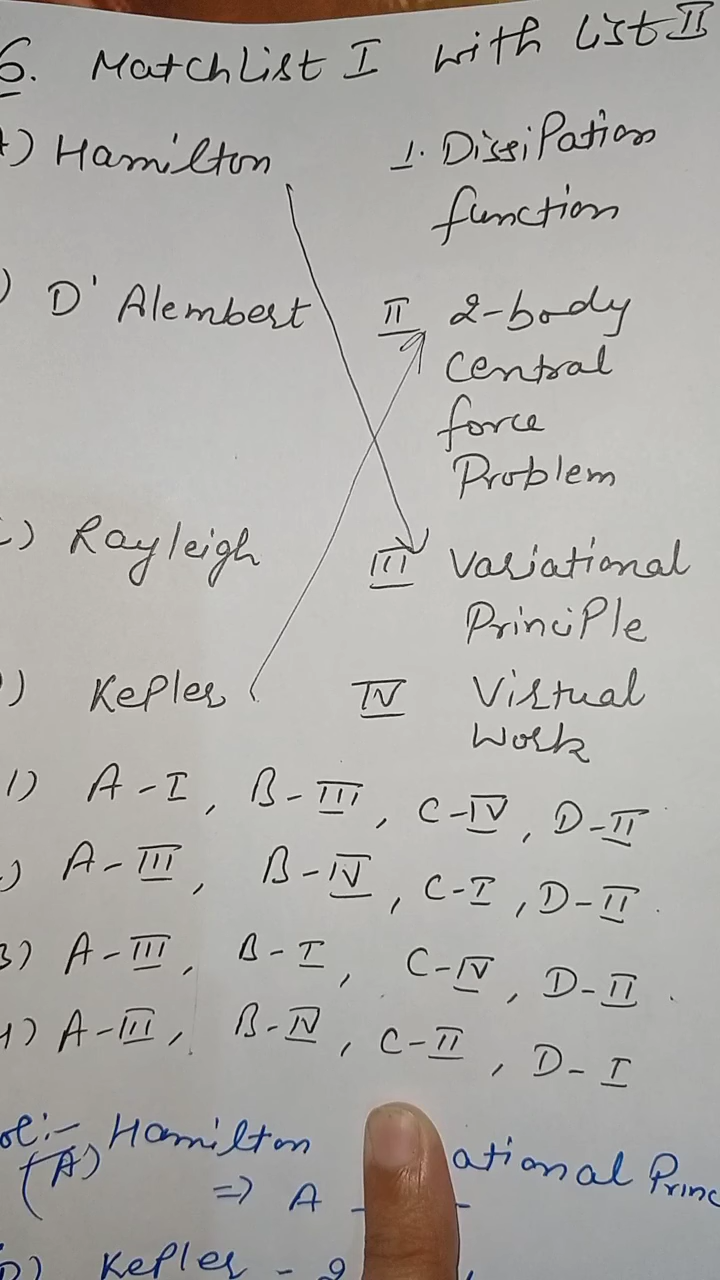 6. Match List I with List II
A) Hamilton I. Dissipation
function
) D' Alembert II 2-body
central
force
Problem
C) Rayleigh III Variational
Principle
) Kepler IV Virtual
Work
1) A-I, B-III, C-IV, D-II
) A-III, B-IV, C-I, D-II.
3) A-III, B-I, C-IV, D-II.
4) A-III, B-IV, C-II, D-I
Hamilton ational Princ
(A)
⇒ A
Kepler - 2